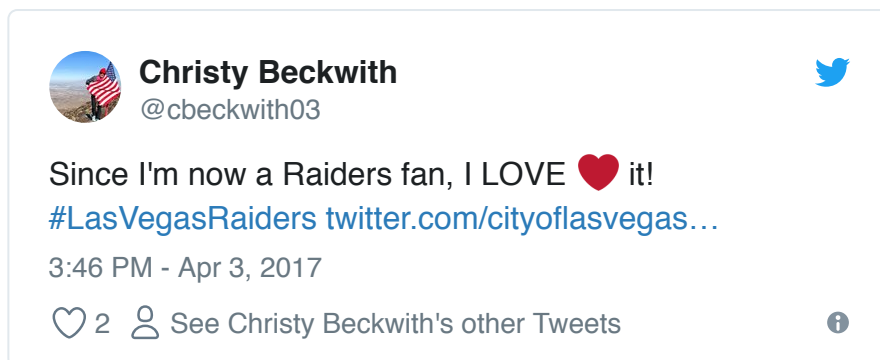 Christy Beckwith
@cbeckwith03
Since I'm now a Raiders fan, I LOVE ❤️ it!
#LasVegasRaiders twitter.com/cityoflasvegas…
3:46 PM - Apr 3, 2017
2 See Christy Beckwith's other Tweets